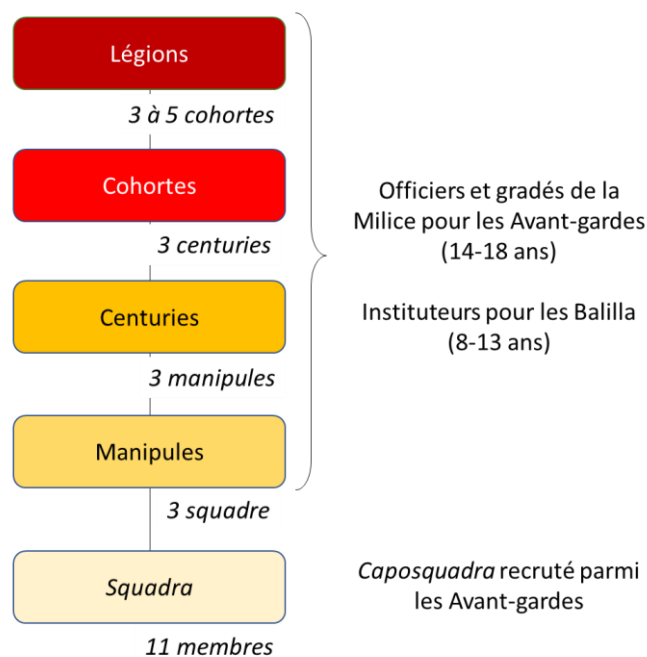 Légions
3 à 5 cohortes
Cohortes
3 centuries
Centuries
3 manipules
Manipules
3 squadre
Squadra
11 membres
Officiers et gradés de la
Milice pour les Avant-gardes
(14-18 ans)
Instituteurs pour les Balilla
(8-13 ans)
Caposquadra recruté parmi
les Avant-gardes